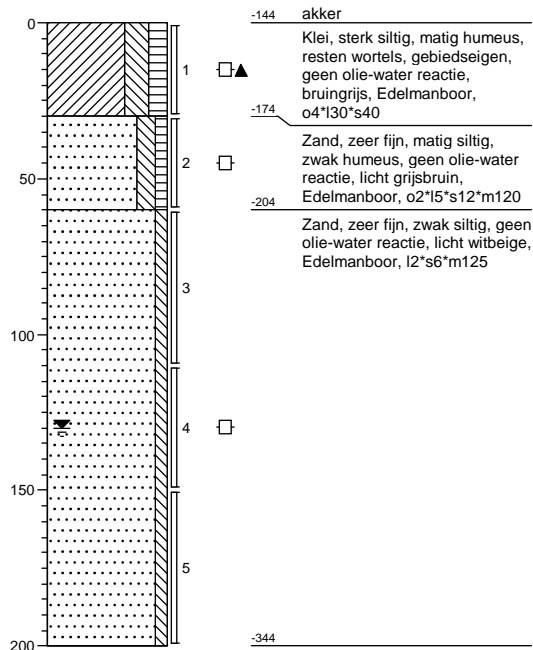 0
50
100
150
200
1
2
3
4
5
-144 akker
Klei, sterk siltig, matig humeus,
resten wortels, gebiedseigen,
geen olie-water reactie,
bruingrijs, Edelmanboor,
o4*l30*s40
-174
Zand, zeer fijn, matig siltig,
zwak humeus, geen olie-water
reactie, licht grijsbruin,
Edelmanboor, o2*l5*s12*m120
-204
Zand, zeer fijn, zwak siltig, geen
olie-water reactie, licht witbeige,
Edelmanboor, l2*s6*m125
-344